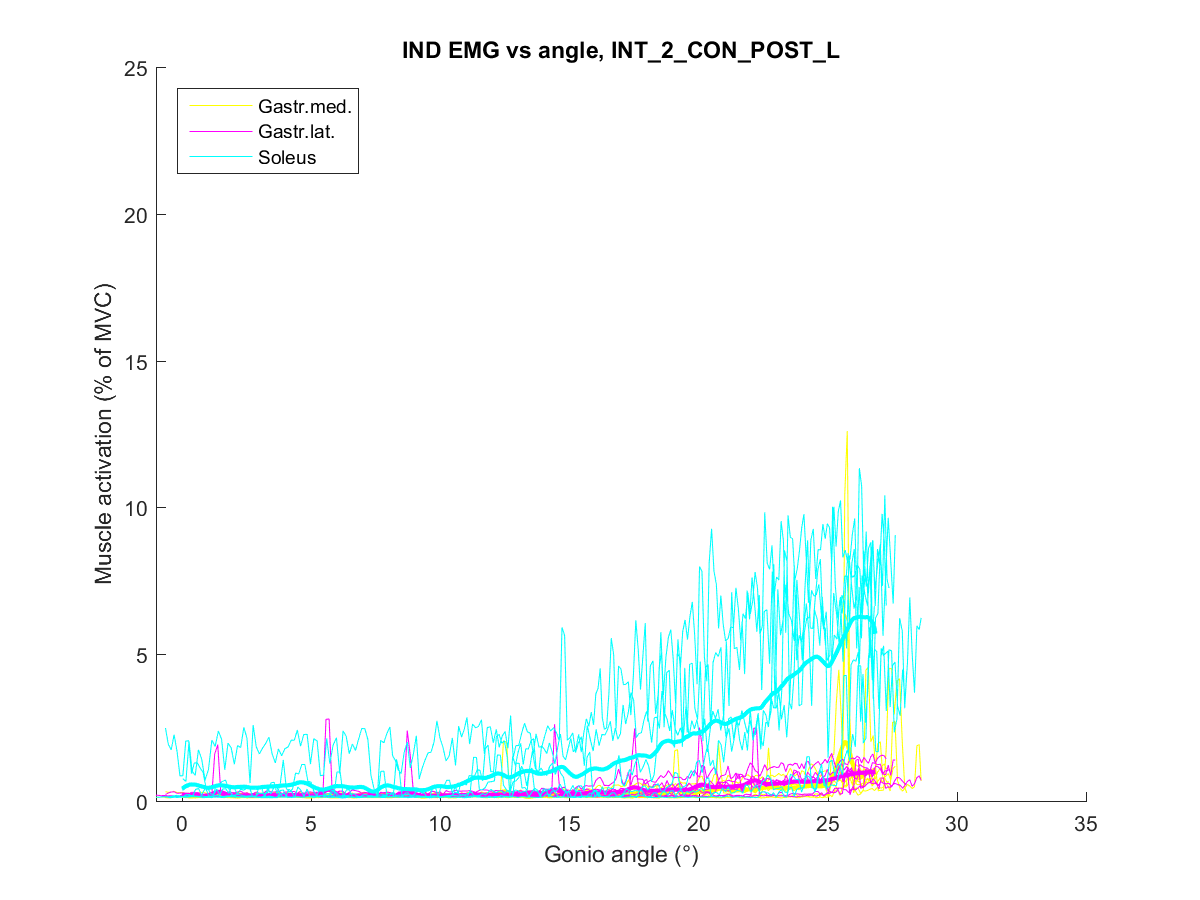 IND EMG vs angle, INT_2_CON_POST_L
25
20
15
10
5
0
Muscle activation (% of MVC)
Gastr.med.
Gastr.lat.
Soleus
0 5 10 15 20 25 30 35
Gonio angle (°)